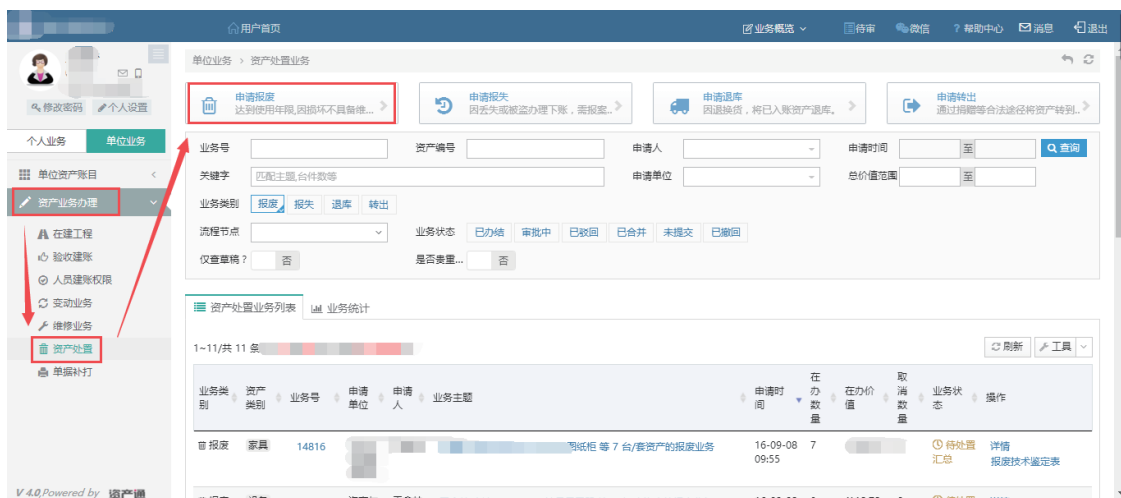 用户首页
业务概览
待审
微信
? 帮助中心
消息
退出
修改密码
个人设置
个人业务
单位业务
单位资产账目
资产业务办理
在建工程
验收建账
人员建账权限
变动业务
维修业务
资产处置
单据补打
V 4.0,Powered by 资产通
单位业务 > 资产处置业务
申请报废
达到使用年限,因损坏不具备维...
申请报失
因丢失或被盗办理下账，需报案..
申请退库
因退换货，将已入账资产退库。
申请转出
通过捐赠等合法途径将资产转到..
业务号
资产编号
申请人
申请时间
至
查询
关键字
匹配主题,台件数等
申请单位
总价值范围
至
业务类别
报废
报失
退库
转出
流程节点
业务状态
已办结
审批中
已驳回
已合并
未提交
已撤回
仅查草稿？
否
是否贵重...
否
资产处置业务列表
业务统计
1~11/共 11 条
刷新
工具
业务类别
资产类别
业务号
申请单位
申请人
业务主题
申请时间
在办数量
在办价值
取消数量
业务状态
操作
报废
家具
14816
图纸柜 等 7 台/套资产的报废业务
16-09-08
09:55
7
待处置
汇总
详情
报废技术鉴定表